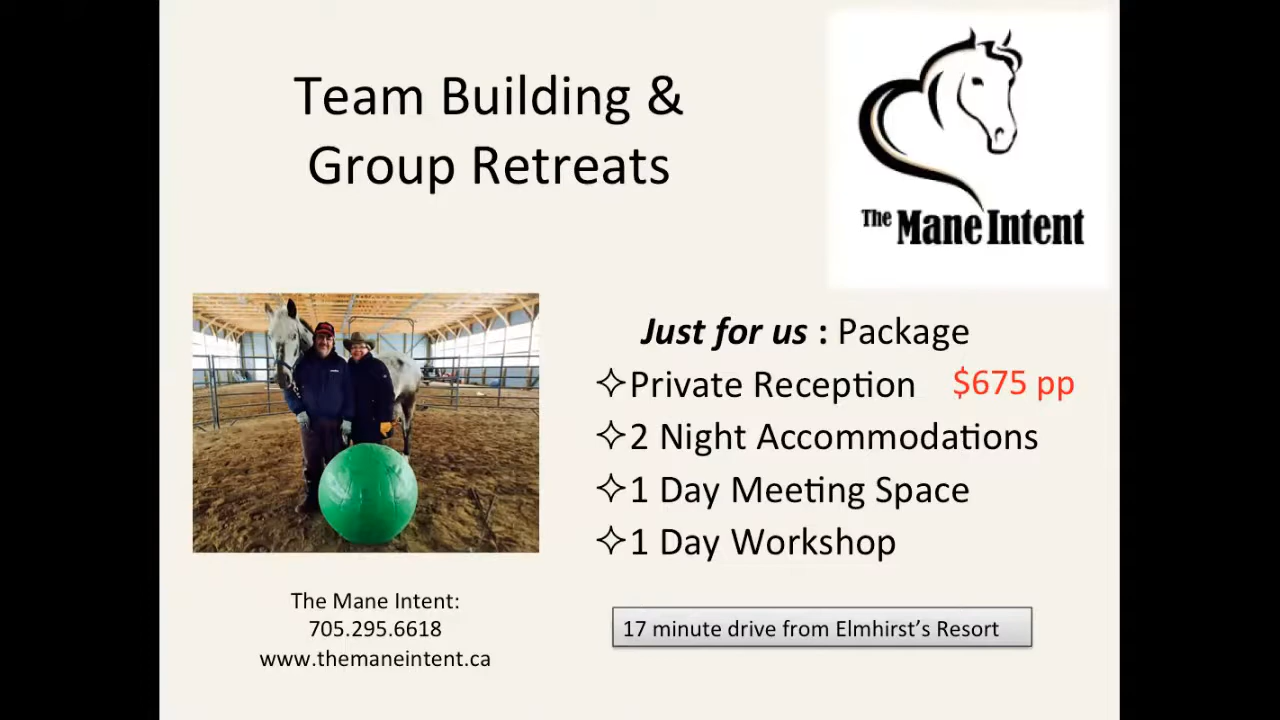 Team Building &
Group Retreats
The Mane Intent
Just for us : Package
✧Private Reception $675 pp
✧2 Night Accommodations
✧1 Day Meeting Space
✧1 Day Workshop
The Mane Intent:
705.295.6618
www.themaneintent.ca
17 minute drive from Elmhirst’s Resort